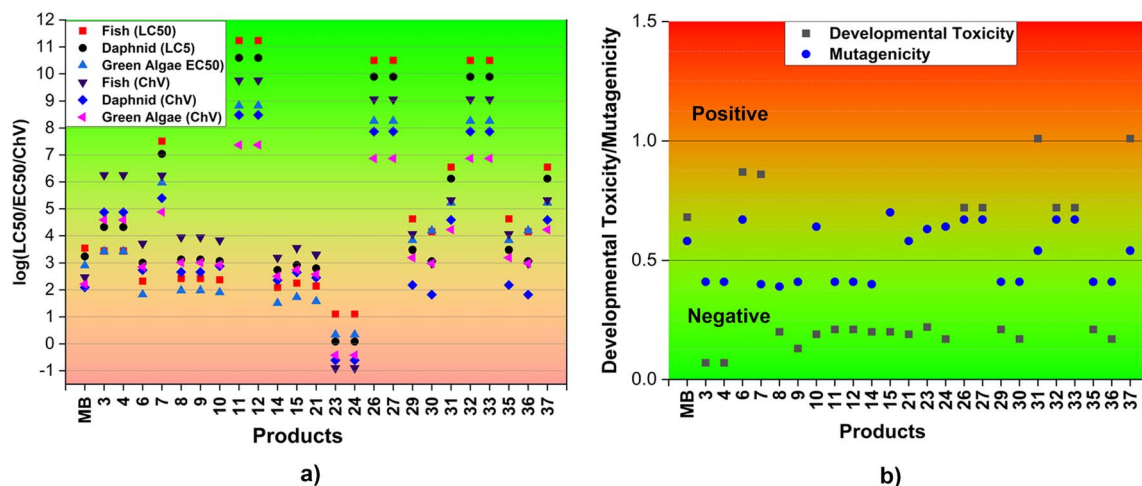 12
11
10
9
8
7
6
5
4
3
2
1
0
-1
log(LC50/EC50/ChV)
Fish (LC50)
Daphnid (LC5)
Green Algae EC50)
Fish (ChV)
Daphnid (ChV)
Green Algae (ChV)
MB 3 4 6 7 8 9 10 11 12 14 15 21 23 24 26 27 29 30 31 32 33 35 36 37
Products
a)
1.5
1.0
0.5
0.0
Developmental Toxicity/Mutagenicity
Developmental Toxicity
Mutagenicity
Positive
Negative
MB 3 4 6 7 8 9 10 11 12 14 15 21 23 24 26 27 29 30 31 32 33 35 36 37
Products
b)